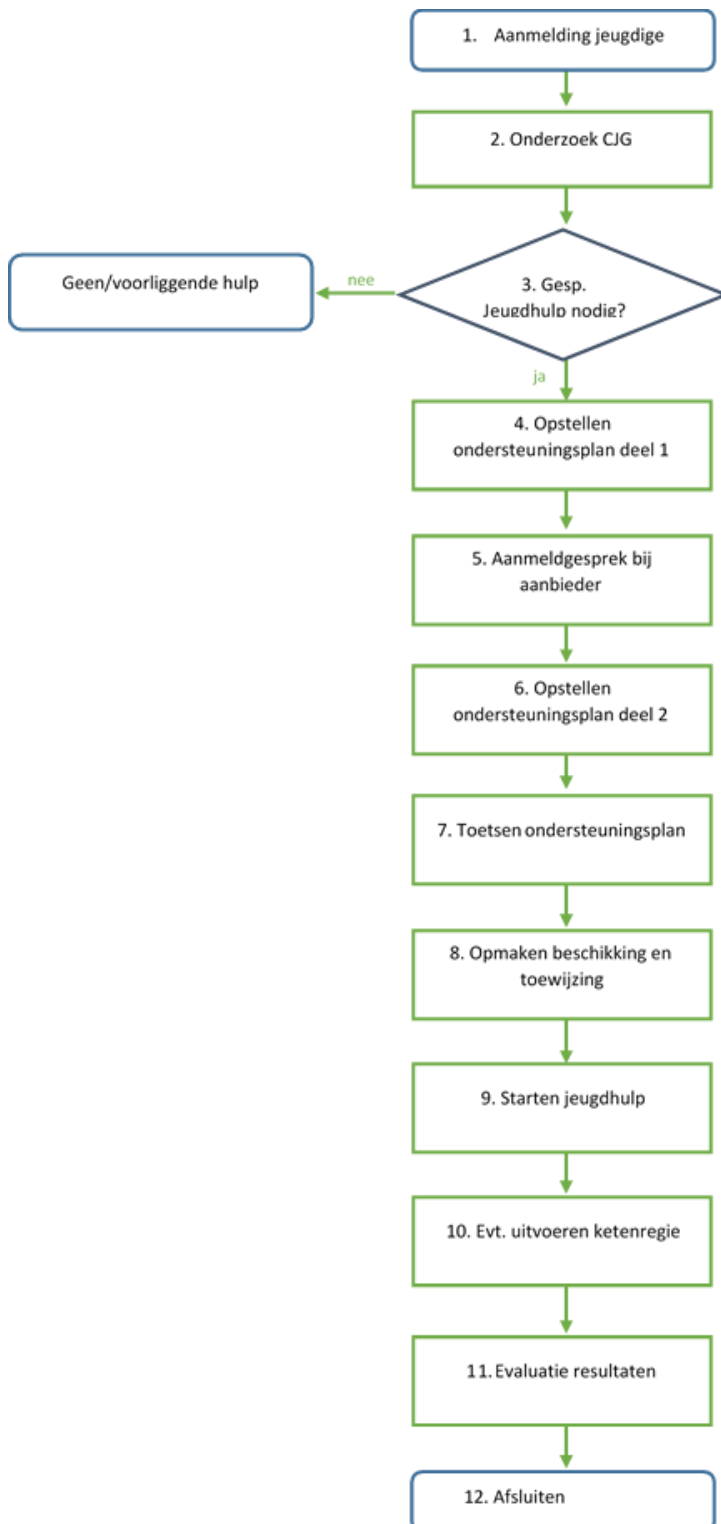 1. Aanmelding jeugdige
2. Onderzoek CJG
Geen/voorliggende hulp
nee
3. Gesp.
Jeugdhulp nodig?
ja
4. Opstellen
ondersteuningsplan deel 1
5. Aanmeldgesprek bij
aanbieder
6. Opstellen
ondersteuningsplan deel 2
7. Toetsen ondersteuningsplan
8. Opmaken beschikking en
toewijzing
9. Starten jeugdhulp
10. Evt. uitvoeren ketenregie
11. Evaluatie resultaten
12. Afsluiten